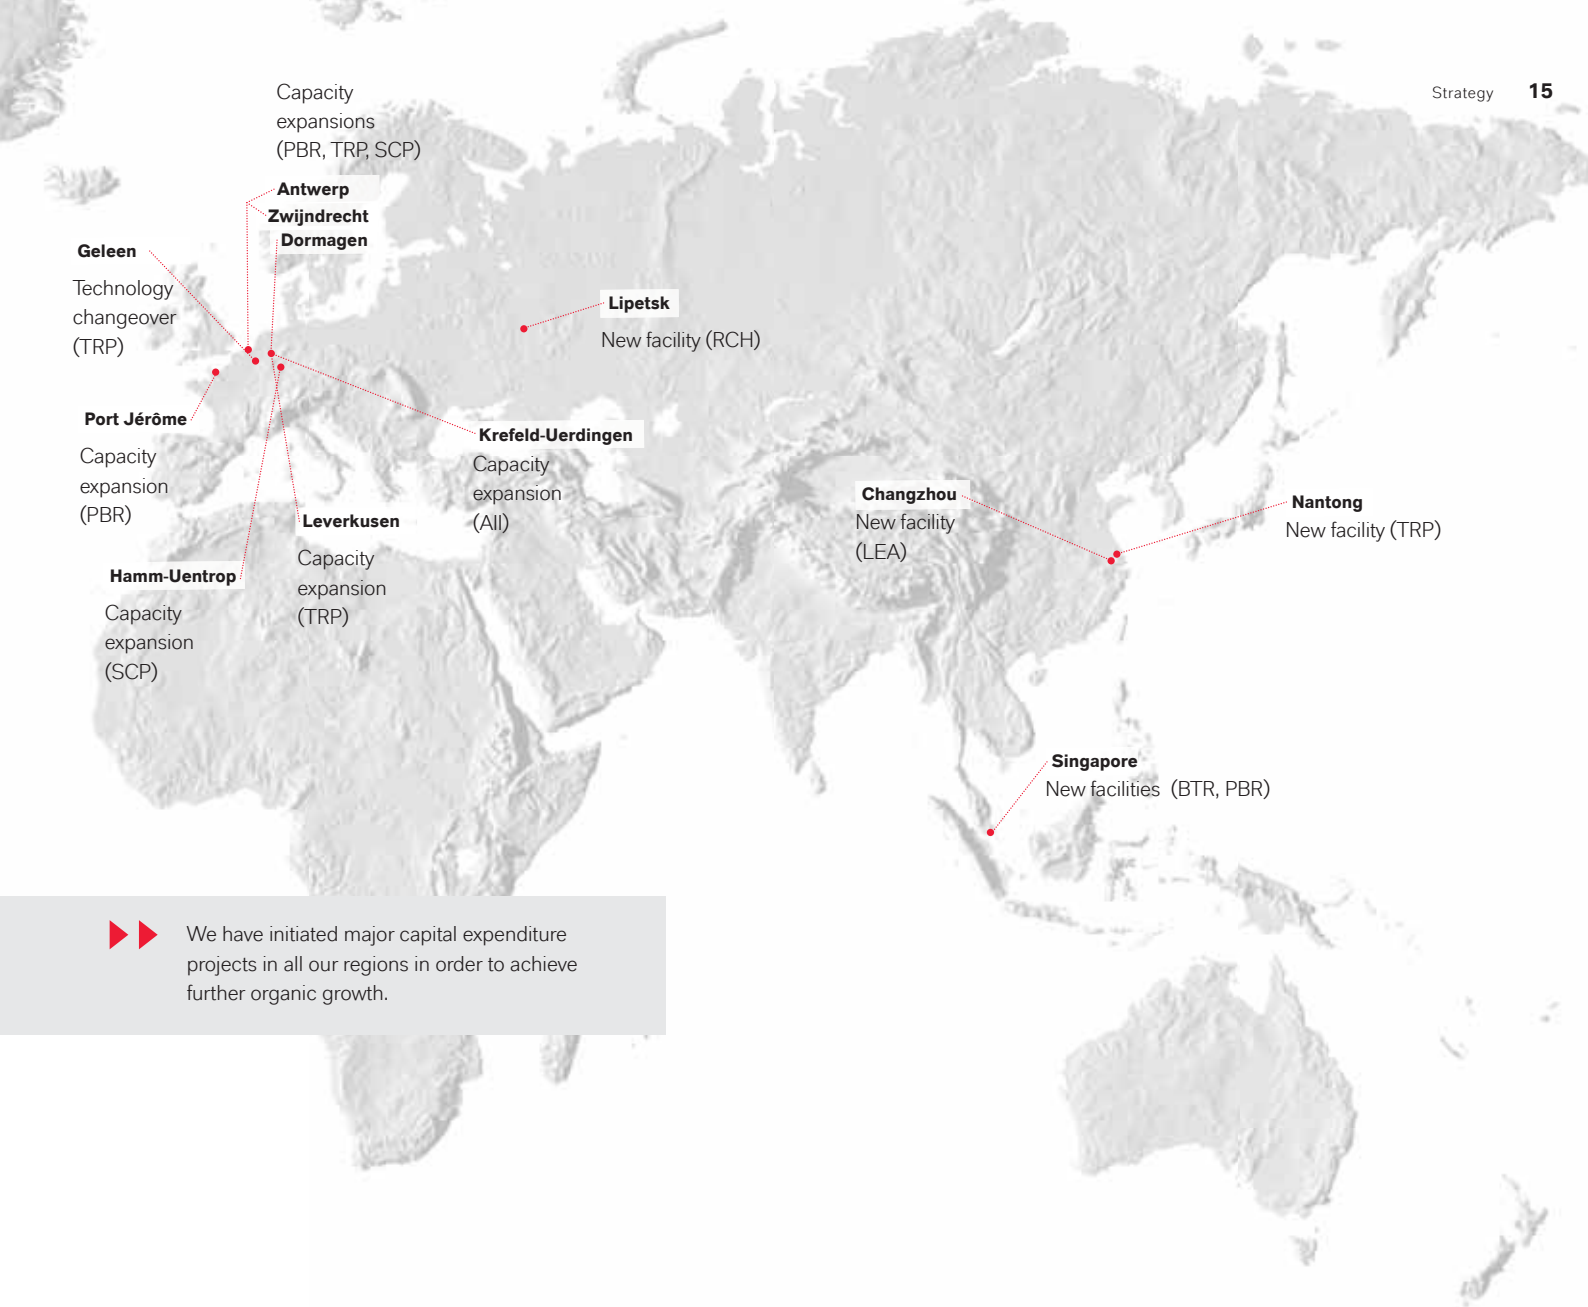 Strategy 15
Capacity
expansions
(PBR, TRP, SCP)
Antwerp
Zwijndrecht
Dormagen
Geleen
Technology
changeover
(TRP)
Lipetsk
New facility (RCH)
Port Jérôme
Capacity
expansion
(PBR)
Krefeld-Uerdingen
Capacity
expansion
(AII)
Leverkusen
Capacity
expansion
(TRP)
Hamm-Uentrop
Capacity
expansion
(SCP)
Changzhou
New facility
(LEA)
Nantong
New facility (TRP)
Singapore
New facilities (BTR, PBR)
We have initiated major capital expenditure
projects in all our regions in order to achieve
further organic growth.